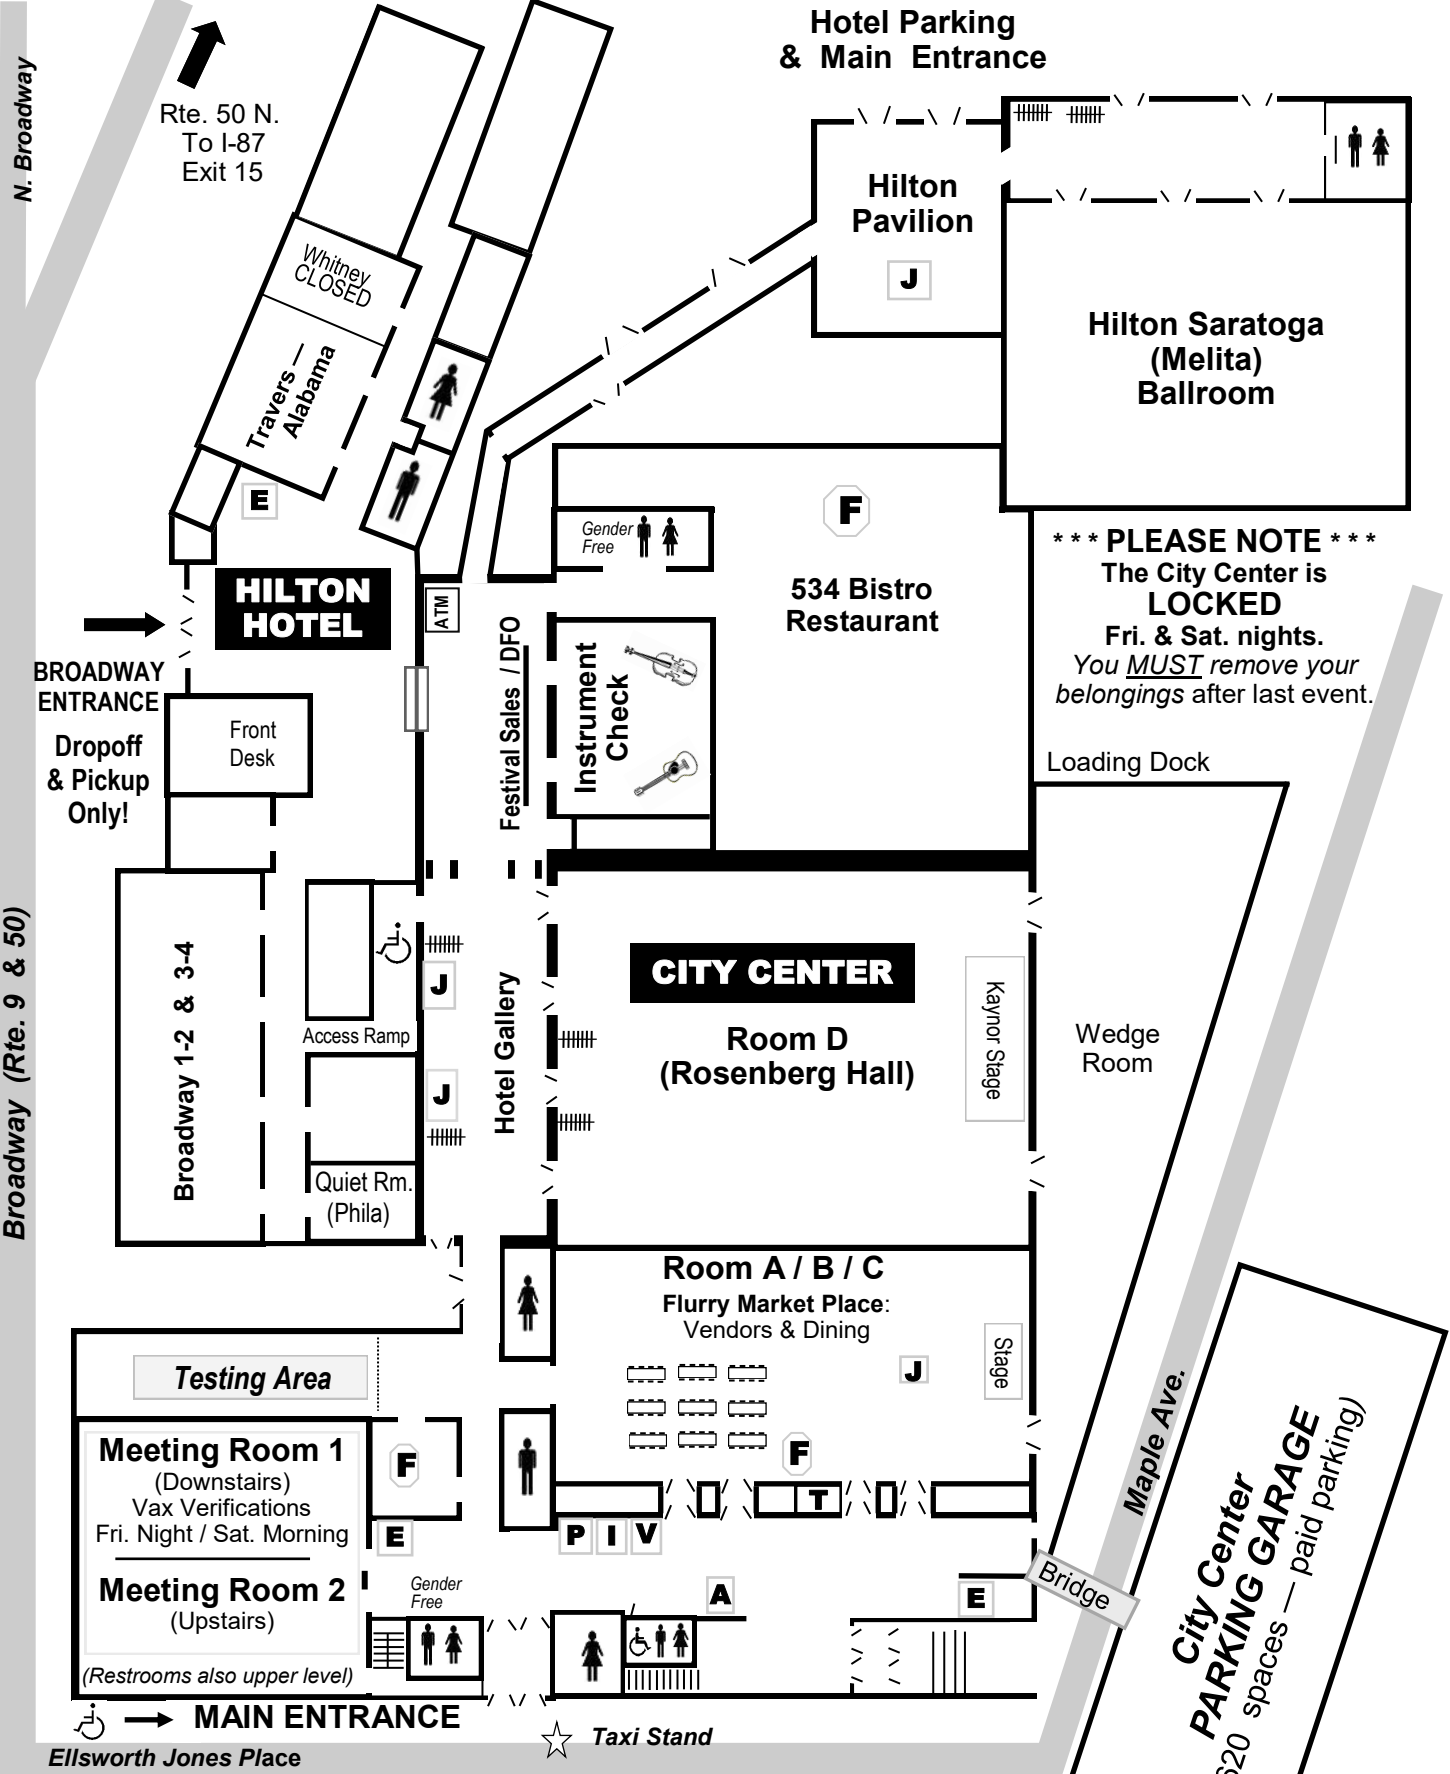 Hotel Parking
& Main Entrance
N. Broadway
Rte. 50 N.
To I-87
Exit 15
Hilton
Pavilion
J
Whitney
CLOSED
Travers —
Alabama
E
Hilton Saratoga
(Melita)
Ballroom
Gender
Free
F
534 Bistro
Restaurant
* * * PLEASE NOTE * * *
The City Center is
LOCKED
Fri. & Sat. nights.
You MUST remove your
belongings after last event.
HILTON
HOTEL
ATM
BROADWAY
ENTRANCE
Dropoff
& Pickup
Only!
Front
Desk
Festival Sales / DFO
Instrument
Check
Loading Dock
Broadway (Rte. 9 & 50)
Broadway 1-2 & 3-4
J
Access Ramp
J
Quiet Rm.
(Phila)
Hotel Gallery
CITY CENTER
Room D
(Rosenberg Hall)
Kaynor Stage
Wedge
Room
Room A / B / C
Flurry Market Place:
Vendors & Dining
J
Stage
F
T
Testing Area
Meeting Room 1
(Downstairs)
Vax Verifications
Fri. Night / Sat. Morning
Meeting Room 2
(Upstairs)
(Restrooms also upper level)
F
E
Gender
Free
P I V
A
E
Bridge
Maple Ave.
City Center
PARKING GARAGE
620 spaces — paid parking)
MAIN ENTRANCE
Taxi Stand
Ellsworth Jones Place